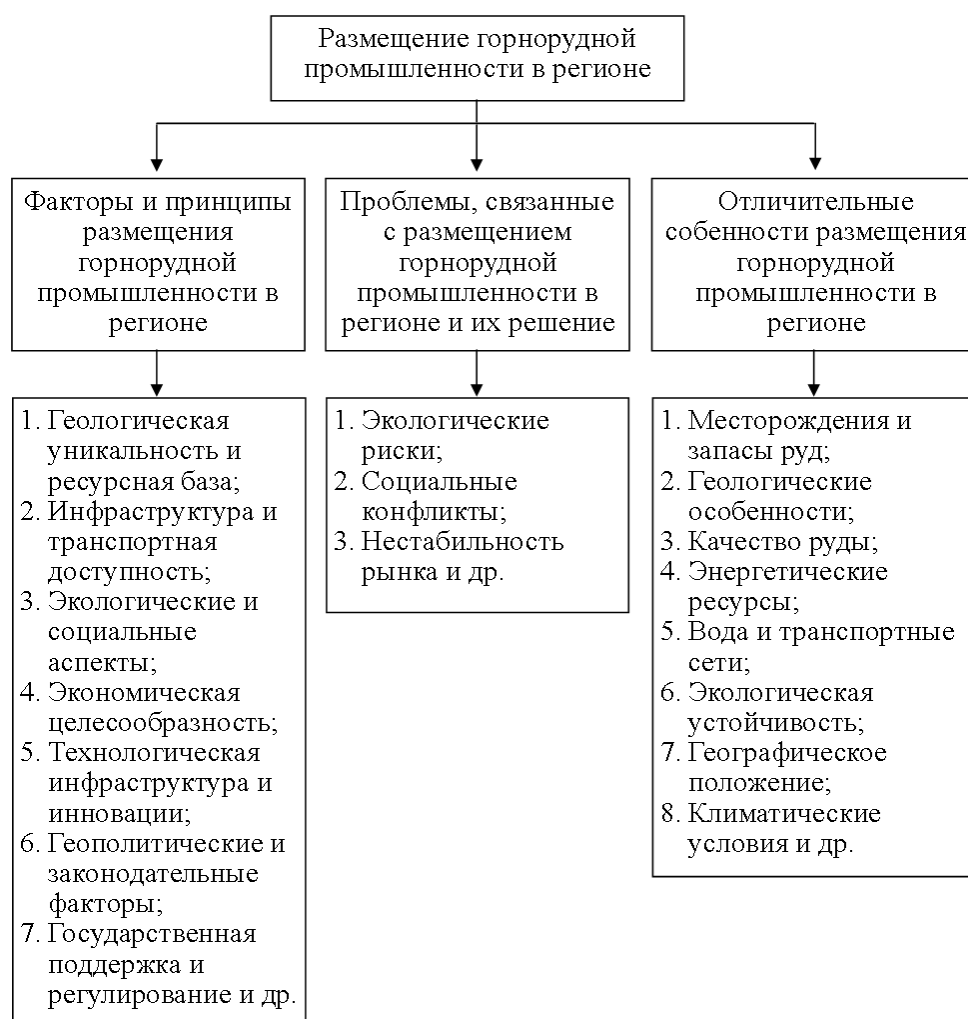 Размещение горнорудной
промышленности в регионе
Факторы и принципы
размещения
горнорудной
промышленности в
регионе
Проблемы, связанные
с размещением
горнорудной
промышленности в
регионе и их решение
Отличительные
собенности размещения
горнорудной
промышленности в
регионе
1. Геологическая
уникальность и
ресурсная база;
2. Инфраструктура и
транспортная
доступность;
3. Экологические и
социальные
аспекты;
4. Экономическая
целесообразность;
5. Технологическая
инфраструктура и
инновации;
6. Геополитические и
законодательные
факторы;
7. Государственная
поддержка и
регулирование и др.
1. Экологические
риски;
2. Социальные
конфликты;
3. Нестабильность
рынка и др.
1. Месторождения и
запасы руд;
2. Геологические
особенности;
3. Качество руды;
4. Энергетические
ресурсы;
5. Вода и транспортные
сети;
6. Экологическая
устойчивость;
7. Географическое
положение;
8. Климатические
условия и др.